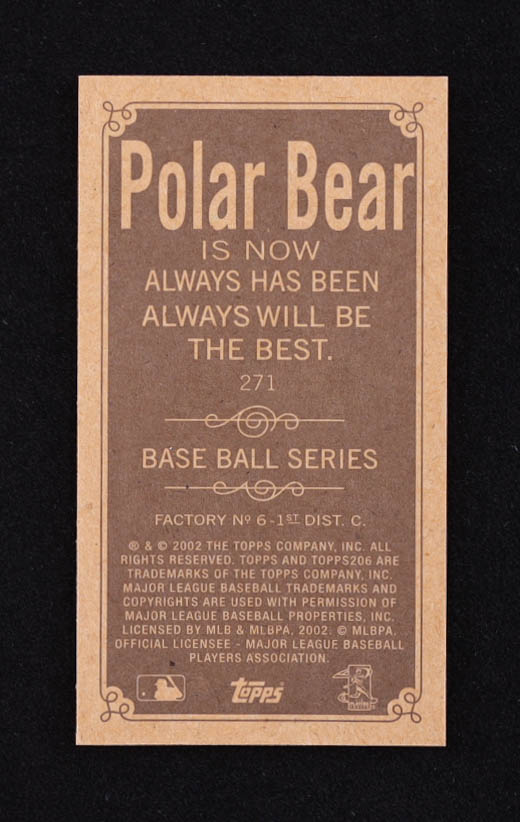 Polar Bear
IS NOW
ALWAYS HAS BEEN
ALWAYS WILL BE
THE BEST.
271
BASE BALL SERIES
FACTORY Nº 6-1ST DIST. C.
® & © 2002 THE TOPPS COMPANY, INC. ALL
RIGHTS RESERVED. TOPPS AND TOPPS206 ARE
TRADEMARKS OF THE TOPPS COMPANY, INC.
MAJOR LEAGUE BASEBALL TRADEMARKS AND
COPYRIGHTS ARE USED WITH PERMISSION OF
MAJOR LEAGUE BASEBALL PROPERTIES, INC.
LICENSED BY MLB & MLBPA, 2002. © MLBPA.
OFFICIAL LICENSEE - MAJOR LEAGUE BASEBALL
PLAYERS ASSOCIATION.
topps